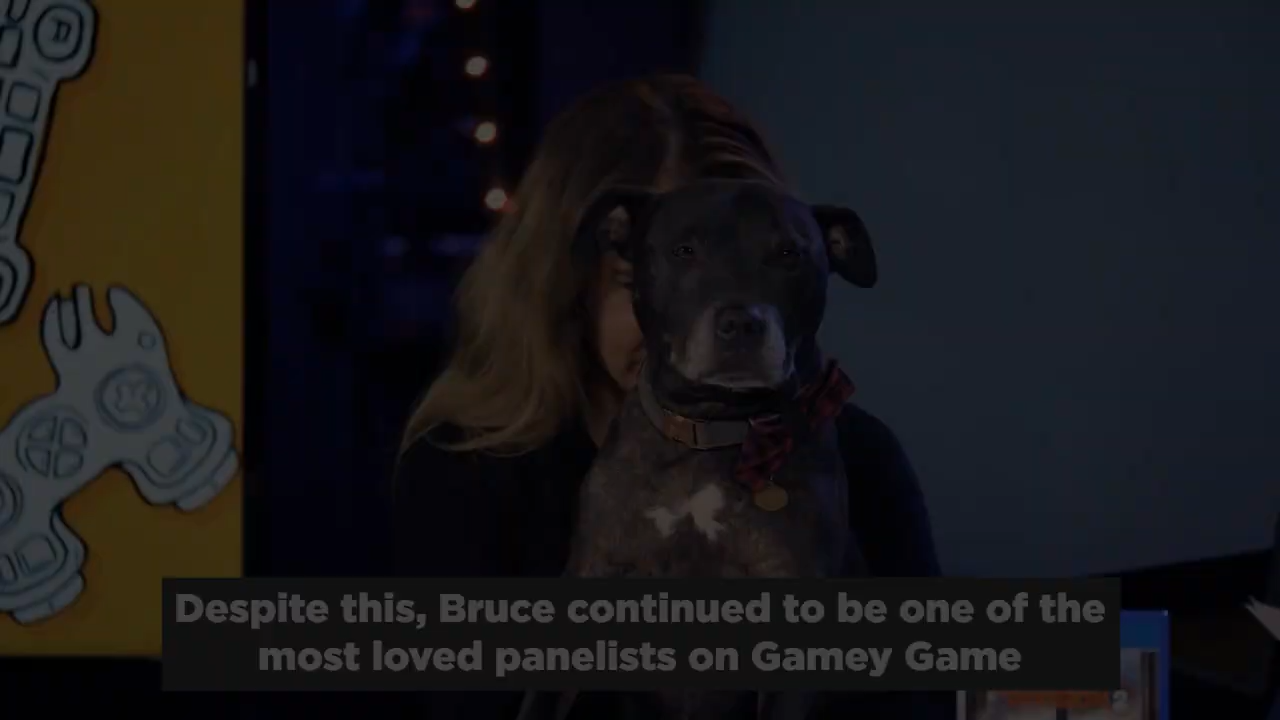 Despite this, Bruce continued to be one of the
most loved panelists on Gamey Game